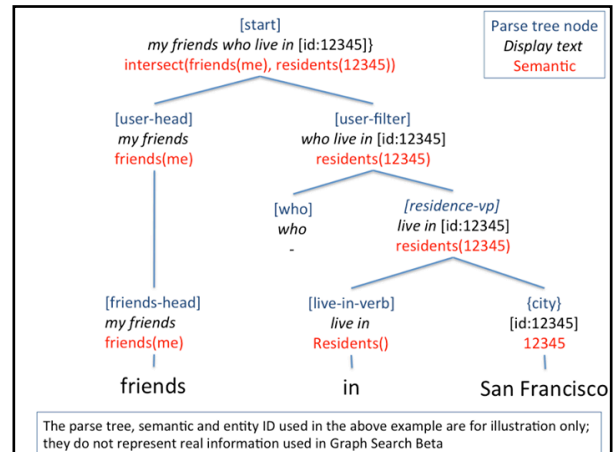 [start]
my friends who live in [id:12345]}
intersect(friends(me), residents(12345))
Parse tree node
Display text
Semantic
[user-head]
my friends
friends(me)
[user-filter]
who live in [id:12345]
residents(12345)
[who]
who
-
[residence-vp]
live in [id:12345]
residents(12345)
[friends-head]
my friends
friends(me)
[live-in-verb]
live in
Residents()
{city}
[id:12345]
12345
friends
in
San Francisco
The parse tree, semantic and entity ID used in the above example are for illustration only;
they do not represent real information used in Graph Search Beta